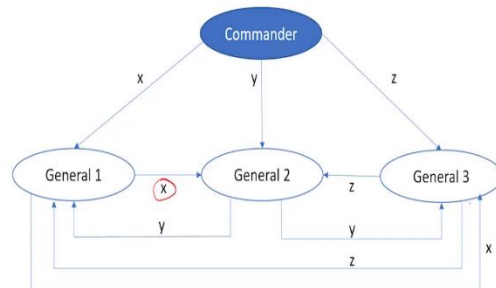 Commander
x
y
z
General 1
x
General 2
z
General 3
y
y
x
z